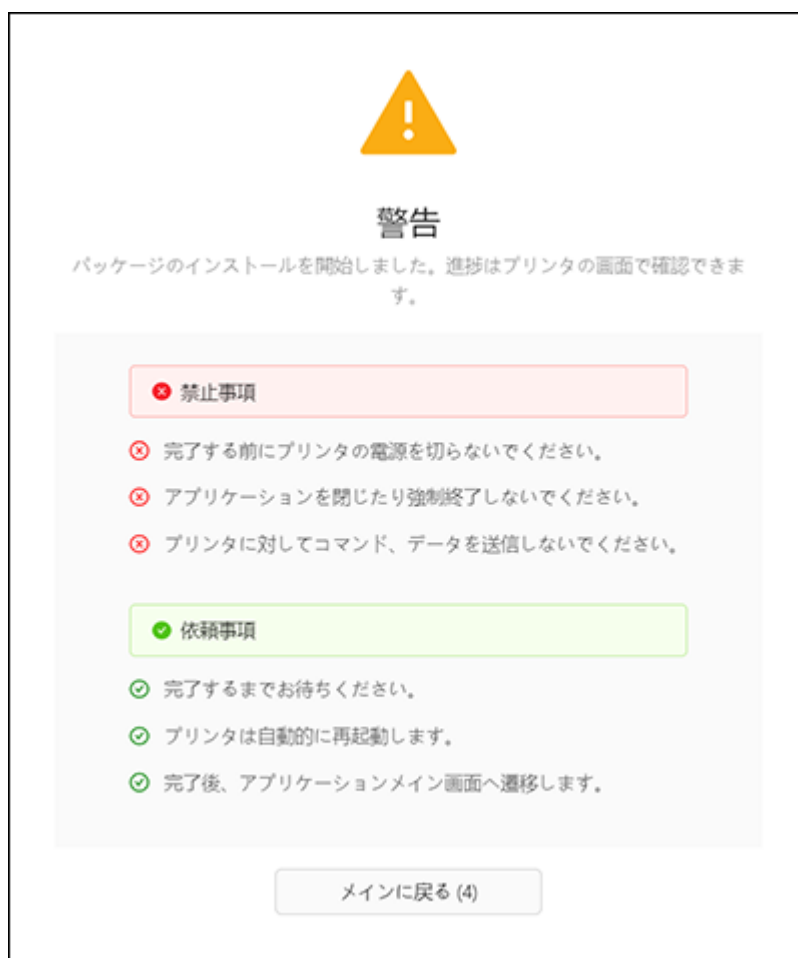 警告
パッケージのインストールを開始しました。進捗はプリンタの画面で確認できま
す。
禁止事項
完了する前にプリンタの電源を切らないでください。
アプリケーションを閉じたり強制終了しないでください。
プリンタに対してコマンド、データを送信しないでください。
依頼事項
完了するまでお待ちください。
プリンタは自動的に再起動します。
完了後、アプリケーションメイン画面へ遷移します。
メインに戻る (4)